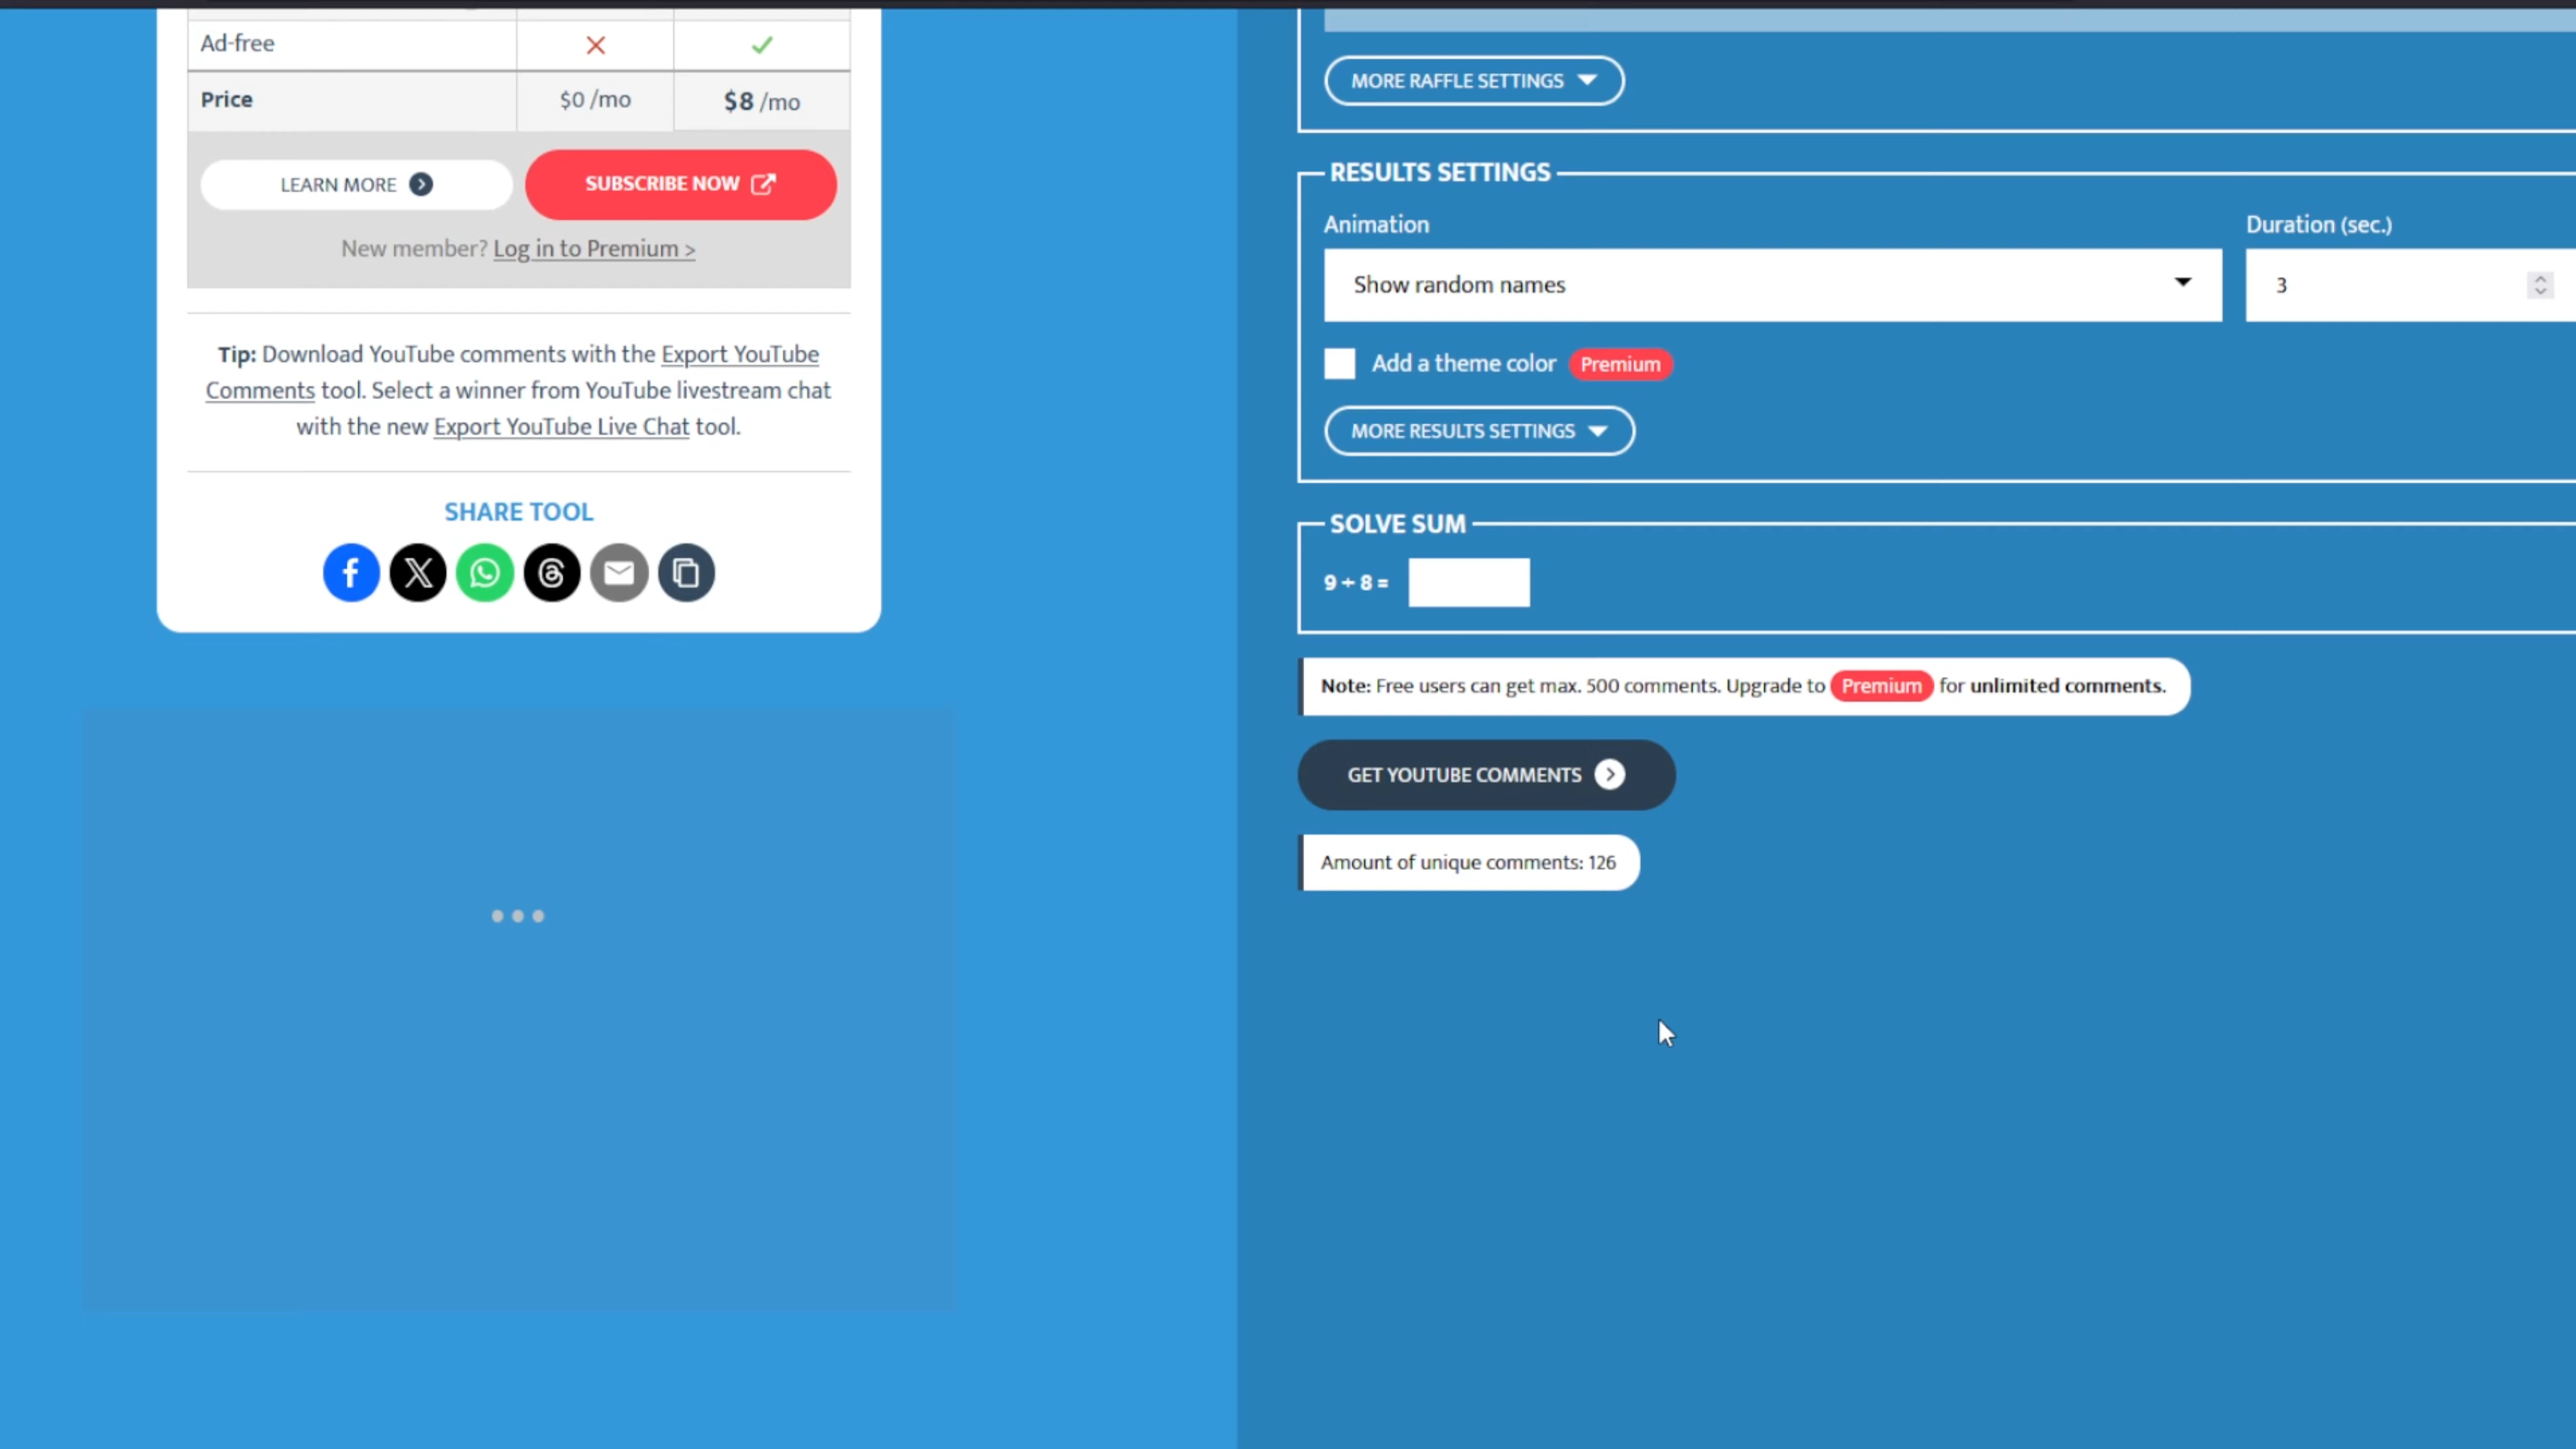 Ad-free
Price $0 /mo $8 /mo
LEARN MORE SUBSCRIBE NOW
New member? Log in to Premium >
Tip: Download YouTube comments with the Export YouTube
Comments tool. Select a winner from YouTube livestream chat
with the new Export YouTube Live Chat tool.
SHARE TOOL
MORE RAFFLE SETTINGS
RESULTS SETTINGS
Animation Duration (sec.)
Show random names 3
Add a theme color Premium
MORE RESULTS SETTINGS
SOLVE SUM
9 + 8 =
Note: Free users can get max. 500 comments. Upgrade to Premium for unlimited comments.
GET YOUTUBE COMMENTS
Amount of unique comments: 126